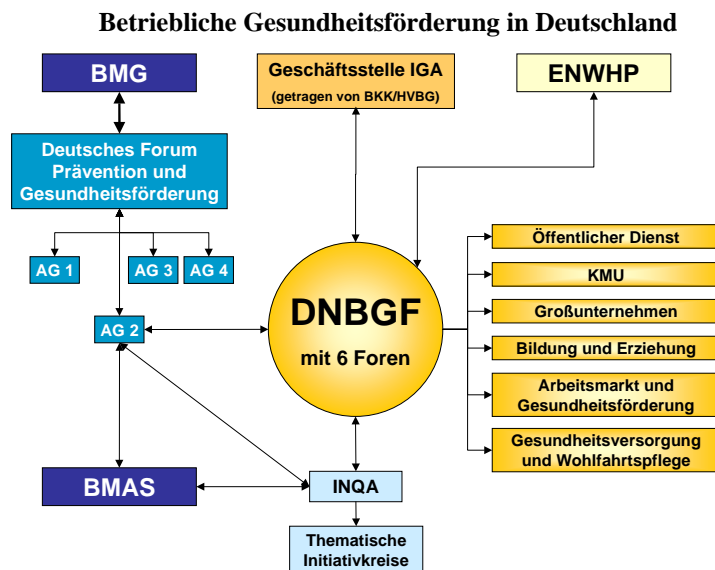 Betriebliche Gesundheitsförderung in Deutschland
BMG
Geschäftsstelle IGA
(getragen von BKK/HVBG)
ENWHP
Deutsches Forum
Prävention und
Gesundheitsförderung
AG 1
AG 3
AG 4
AG 2
DNBGF
mit 6 Foren
Öffentlicher Dienst
KMU
Großunternehmen
Bildung und Erziehung
Arbeitsmarkt und
Gesundheitsförderung
Gesundheitsversorgung
und Wohlfahrtspflege
BMAS
INQA
Thematische
Initiativkreise